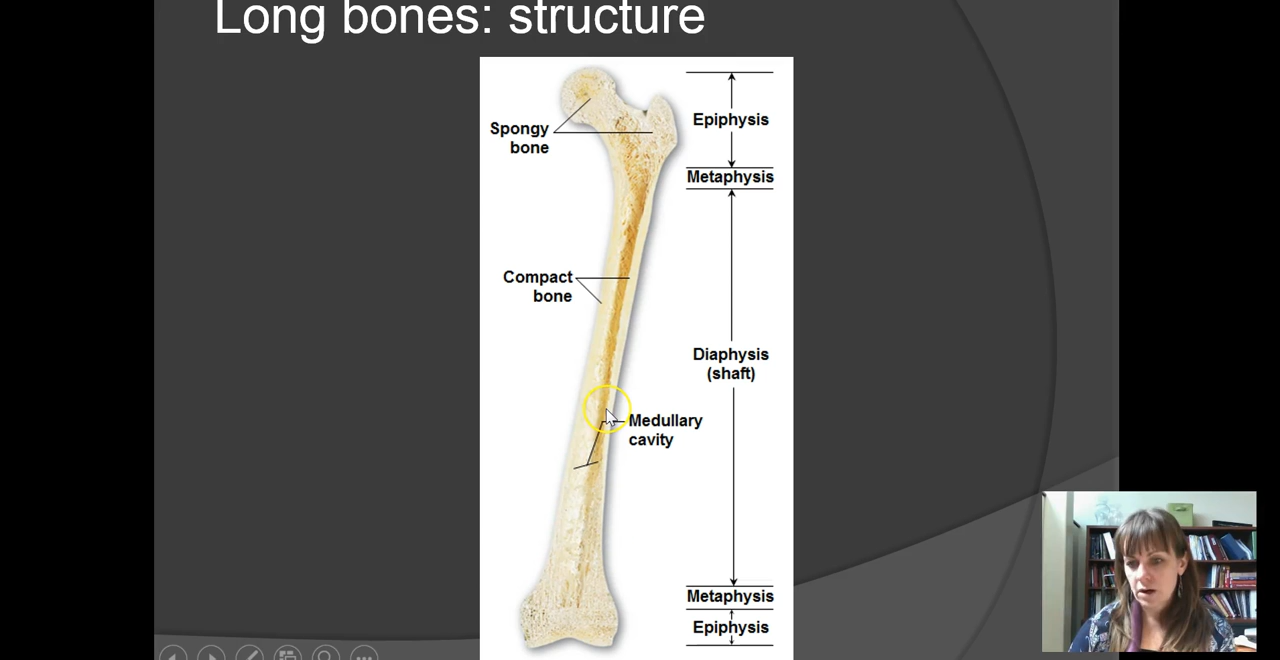 Long bones: structure
Spongy
bone
Epiphysis
Metaphysis
Compact
bone
Diaphysis
(shaft)
Medullary
cavity
Metaphysis
Epiphysis